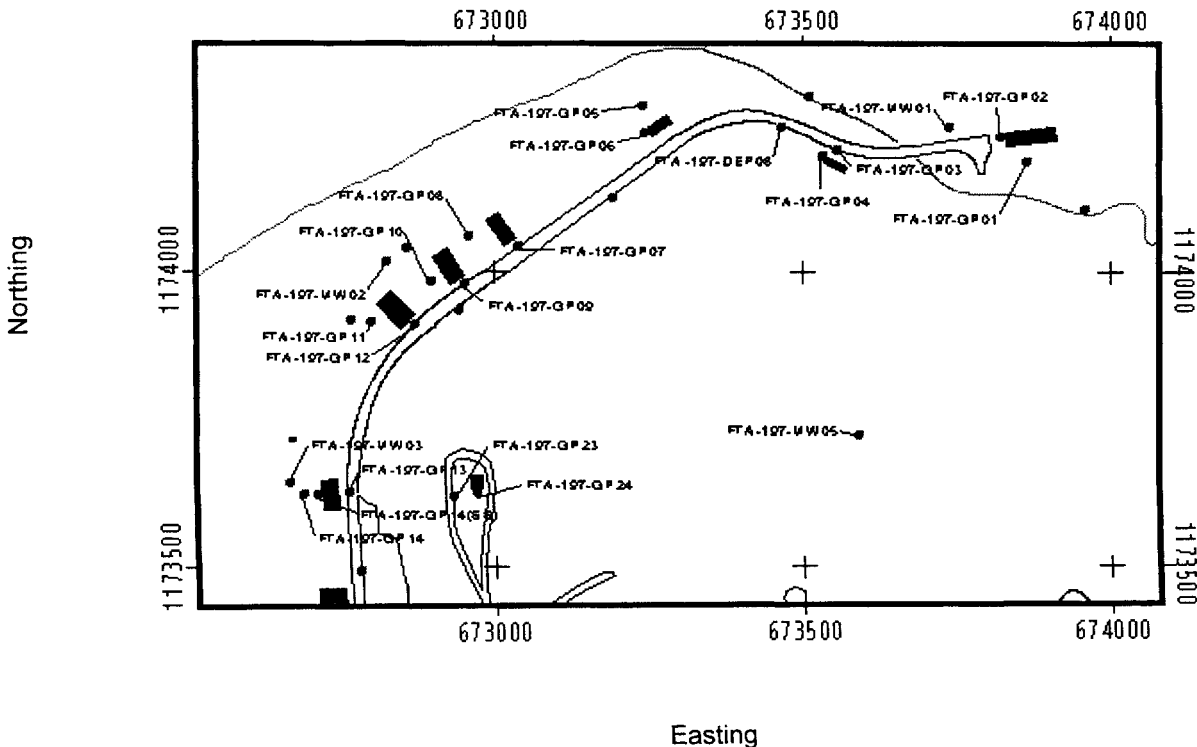 673000 673500 674000
FTA-197-GP05
FTA-197-MW01
FTA-197-GP02
FTA-197-GP06
FTA-197-DEP08
FTA-197-GP03
FTA-197-GP04
FTA-197-GP01
FTA-197-GP08
FTA-197-GP10
FTA-197-GP07
1174000
1174000
Northing
FTA-197-MW02
FTA-197-GP09
FTA-197-GP11
FTA-197-GP12
FTA-197-MW05
FTA-197-MW03
FTA-197-GP23
FTA-197-GP13
FTA-197-GP24
FTA-197-GP14(SB)
FTA-197-GP14
1173500
1173500
673000 673500 674000
Easting